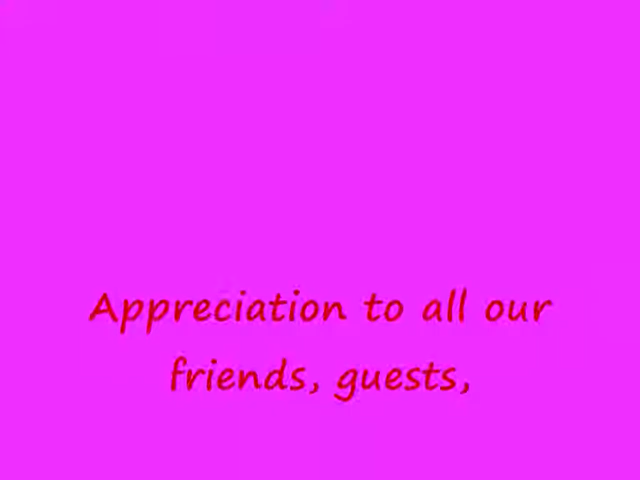 Appreciation to all our
friends, guests,